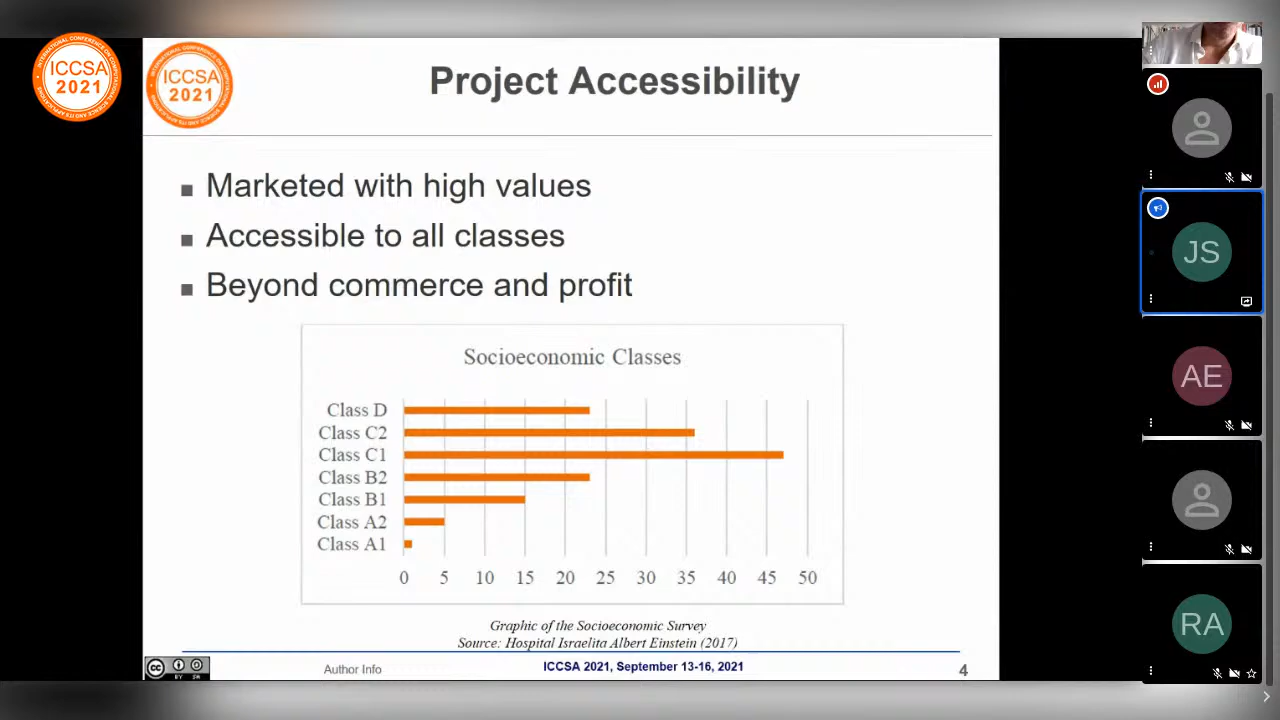 ICCSA
2021
ICCSA
2021
Project Accessibility
Marketed with high values
Accessible to all classes
Beyond commerce and profit
Socioeconomic Classes
Class D
Class C2
Class C1
Class B2
Class B1
Class A2
Class A1
0 5 10 15 20 25 30 35 40 45 50
Graphic of the Socioeconomic Survey
Source: Hospital Israelita Albert Einstein (2017)
BY SA
Author Info
ICCSA 2021, September 13-16, 2021
4
JS
AE
RA